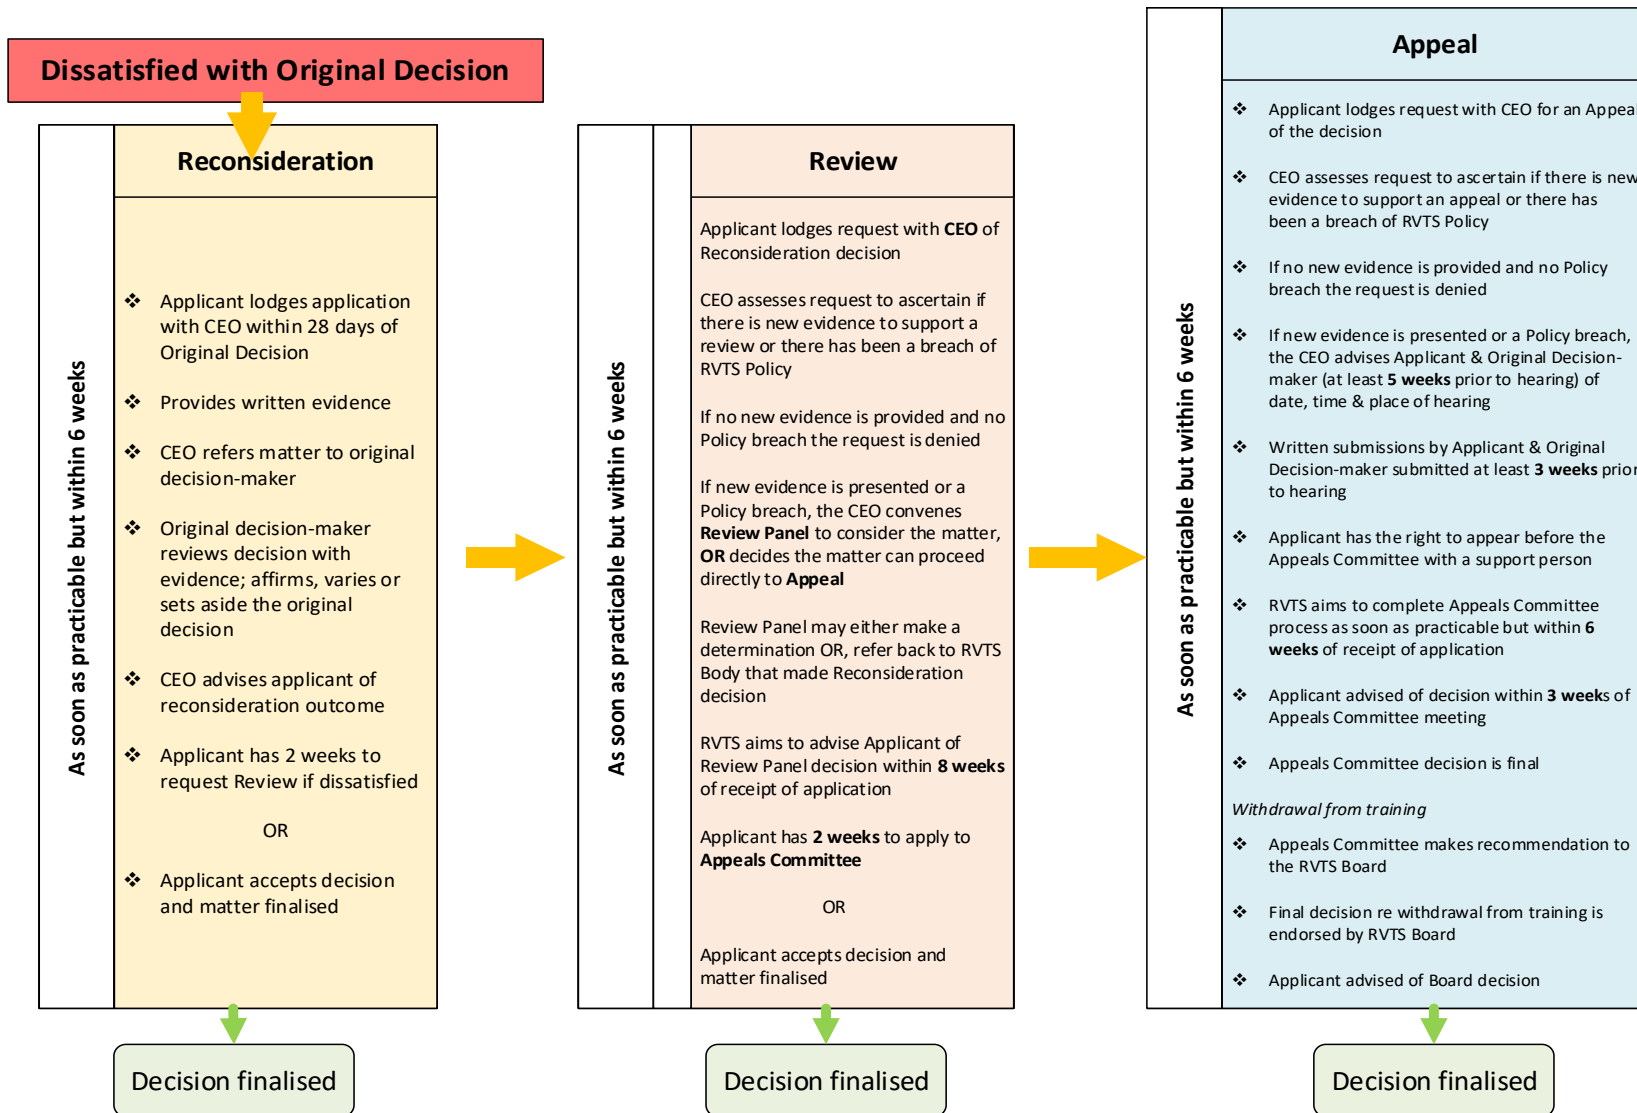 Dissatisfied with Original Decision
As soon as practicable but within 6 weeks
Reconsideration
❖ Applicant lodges application
with CEO within 28 days of
Original Decision
❖ Provides written evidence
❖ CEO refers matter to original
decision-maker
❖ Original decision-maker
reviews decision with
evidence; affirms, varies or
sets aside the original
decision
❖ CEO advises applicant of
reconsideration outcome
❖ Applicant has 2 weeks to
request Review if dissatisfied
OR
❖ Applicant accepts decision
and matter finalised
Decision finalised
As soon as practicable but within 6 weeks
Review
Applicant lodges request with CEO of
Reconsideration decision
CEO assesses request to ascertain if
there is new evidence to support a
review or there has been a breach of
RVTS Policy
If no new evidence is provided and no
Policy breach the request is denied
If new evidence is presented or a
Policy breach, the CEO convenes
Review Panel to consider the matter,
OR decides the matter can proceed
directly to Appeal
Review Panel may either make a
determination OR, refer back to RVTS
Body that made Reconsideration
decision
RVTS aims to advise Applicant of
Review Panel decision within 8 weeks
of receipt of application
Applicant has 2 weeks to apply to
Appeals Committee
OR
Applicant accepts decision and
matter finalised
Decision finalised
As soon as practicable but within 6 weeks
Appeal
❖ Applicant lodges request with CEO for an Appeal
of the decision
❖ CEO assesses request to ascertain if there is new
evidence to support an appeal or there has
been a breach of RVTS Policy
❖ If no new evidence is provided and no Policy
breach the request is denied
❖ If new evidence is presented or a Policy breach,
the CEO advises Applicant & Original Decision-
maker (at least 5 weeks prior to hearing) of
date, time & place of hearing
❖ Written submissions by Applicant & Original
Decision-maker submitted at least 3 weeks prior
to hearing
❖ Applicant has the right to appear before the
Appeals Committee with a support person
❖ RVTS aims to complete Appeals Committee
process as soon as practicable but within 6
weeks of receipt of application
❖ Applicant advised of decision within 3 weeks of
Appeals Committee meeting
❖ Appeals Committee decision is final
Withdrawal from training
❖ Appeals Committee makes recommendation to
the RVTS Board
❖ Final decision re withdrawal from training is
endorsed by RVTS Board
❖ Applicant advised of Board decision
Decision finalised